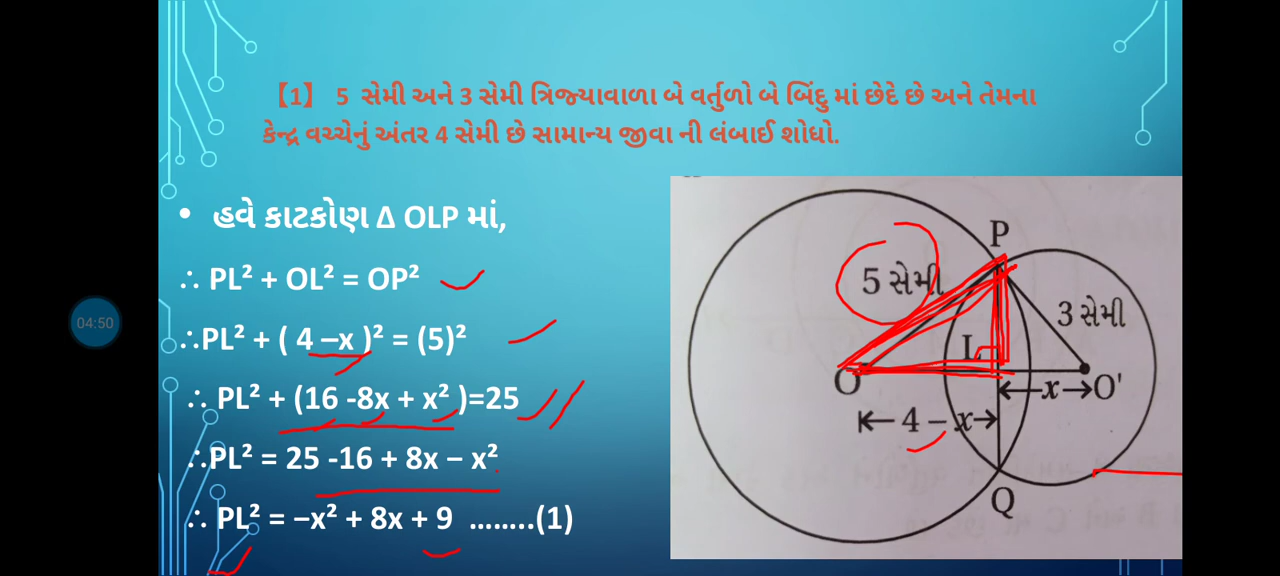 【1】 5 સેમી અને 3 સેમી ત્રિજ્યાવાળા બે વર્તુળો બે બિંદુ માં છેદે છે અને તેમના
કેન્દ્ર વચ્ચેનું અંતર 4 સેમી છે સામાન્ય જીવા ની લંબાઈ શોધો.
• હવે કાટકોણ Δ OLP માં,
∴ PL² + OL² = OP²
∴PL² + ( 4 –x )² = (5)²
∴ PL² + (16 -8x + x² )=25
∴PL² = 25 -16 + 8x – x²
∴ PL² = –x² + 8x + 9 ……..(1)
P
5 સેમી
3 સેમી
L
O
O'
x
4 – x
Q
04:50